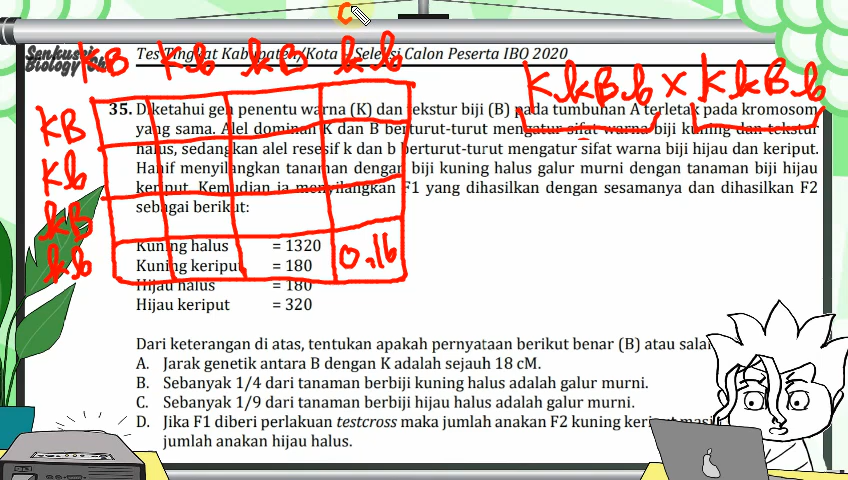 Senkusir
Biology Ch
Tes Tingkat Kabupaten/Kota Seleksi Calon Peserta IBO 2020
KB Kb kB kb
KkBb x KkBb
KB
Kb
kB
kb
0.16
35. Diketahui gen penentu warna (K) dan tekstur biji (B) pada tumbuhan A terletak pada kromosom
yang sama. Alel dominan K dan B berturut-turut mengatur sifat warna biji kuning dan tekstur
halus, sedangkan alel resesif k dan b berturut-turut mengatur sifat warna biji hijau dan keriput.
Hanif menyilangkan tanaman dengan biji kuning halus galur murni dengan tanaman biji hijau
keriput. Kemudian ia menyilangkan F1 yang dihasilkan dengan sesamanya dan dihasilkan F2
sebagai berikut:
Kuning halus = 1320
Kuning keriput = 180
Hijau halus = 180
Hijau keriput = 320
Dari keterangan di atas, tentukan apakah pernyataan berikut benar (B) atau
A. Jarak genetik antara B dengan K adalah sejauh 18 cM.
B. Sebanyak 1/4 dari tanaman berbiji kuning halus adalah galur murni.
C. Sebanyak 1/9 dari tanaman berbiji hijau halus adalah galur murni.
D. Jika F1 diberi perlakuan testcross maka jumlah anakan F2 kuning
jumlah anakan hijau halus.